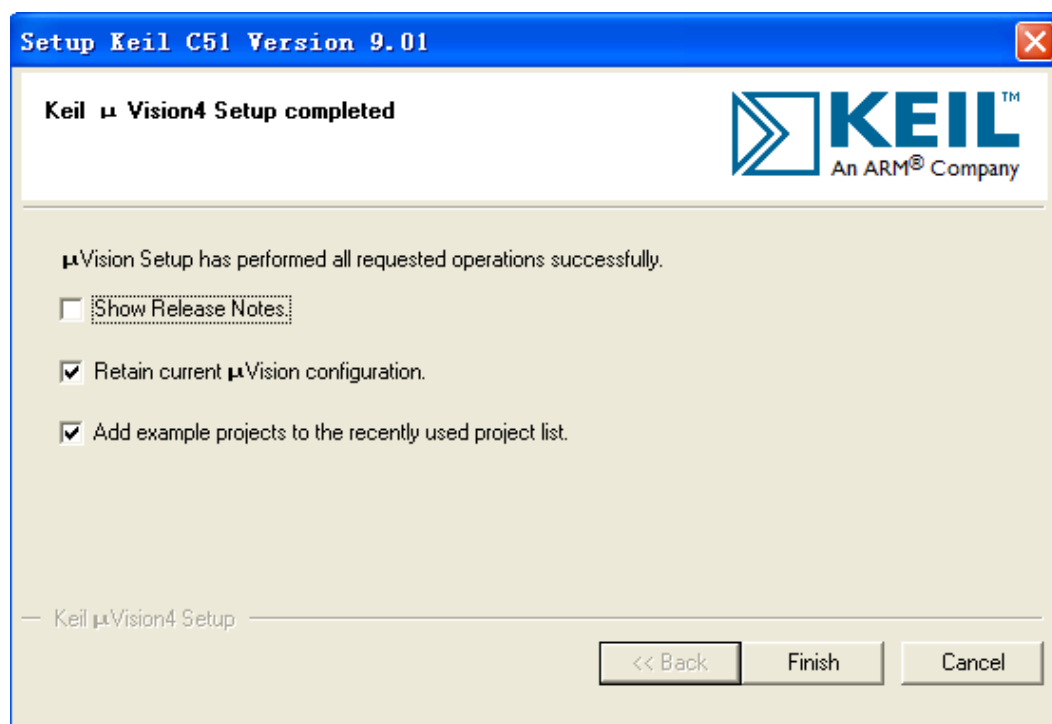 Setup Keil C51 Version 9.01
Keil μ Vision4 Setup completed
KEIL™
An ARM® Company
μVision Setup has performed all requested operations successfully.
Show Release Notes.
Retain current μVision configuration.
Add example projects to the recently used project list.
Keil μVision4 Setup
<< Back
Finish
Cancel